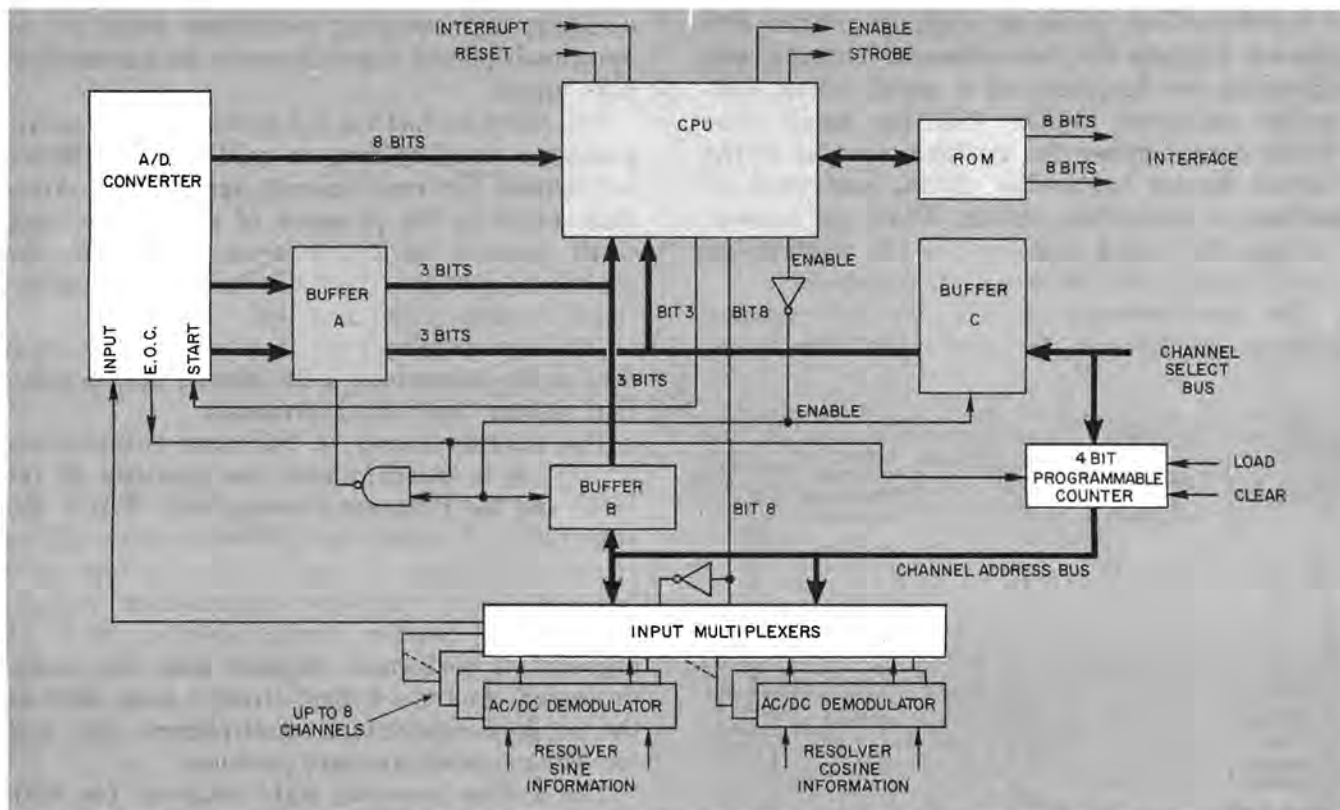 INTERRUPT
RESET
ENABLE
STROBE
A/D.
CONVERTER
8 BITS
CPU
ROM
8 BITS
8 BITS
INTERFACE
BUFFER
A
3 BITS
3 BITS
BIT 3
BIT 8
ENABLE
BUFFER
C
CHANNEL
SELECT
BUS
INPUT
E.O.C.
START
3 BITS
ENABLE
BUFFER
B
BIT 8
4 BIT
PROGRAMMABLE
COUNTER
LOAD
CLEAR
CHANNEL ADDRESS BUS
INPUT MULTIPLEXERS
UP TO 8
CHANNELS
AC/DC DEMODULATOR
AC/DC DEMODULATOR
RESOLVER
SINE
INFORMATION
RESOLVER
COSINE
INFORMATION